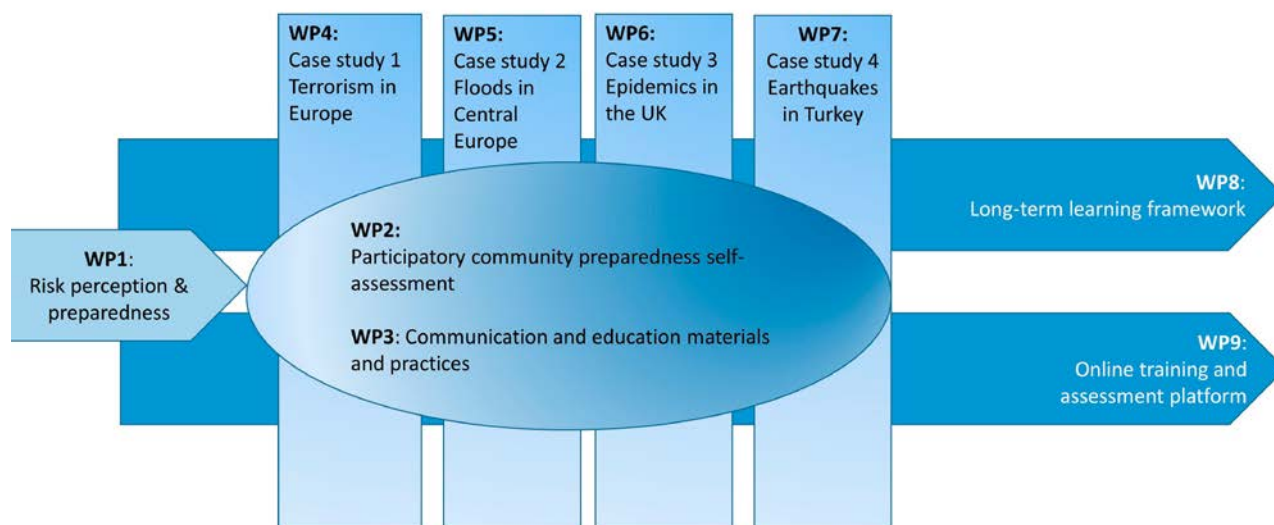 WP4:
Case study 1
Terrorism in
Europe
WP5:
Case study 2
Floods in
Central
Europe
WP6:
Case study 3
Epidemics in
the UK
WP7:
Case study 4
Earthquakes
in Turkey
WP1:
Risk perception &
preparedness
WP2:
Participatory community preparedness self-
assessment
WP3: Communication and education materials
and practices
WP8:
Long-term learning framework
WP9:
Online training and
assessment platform